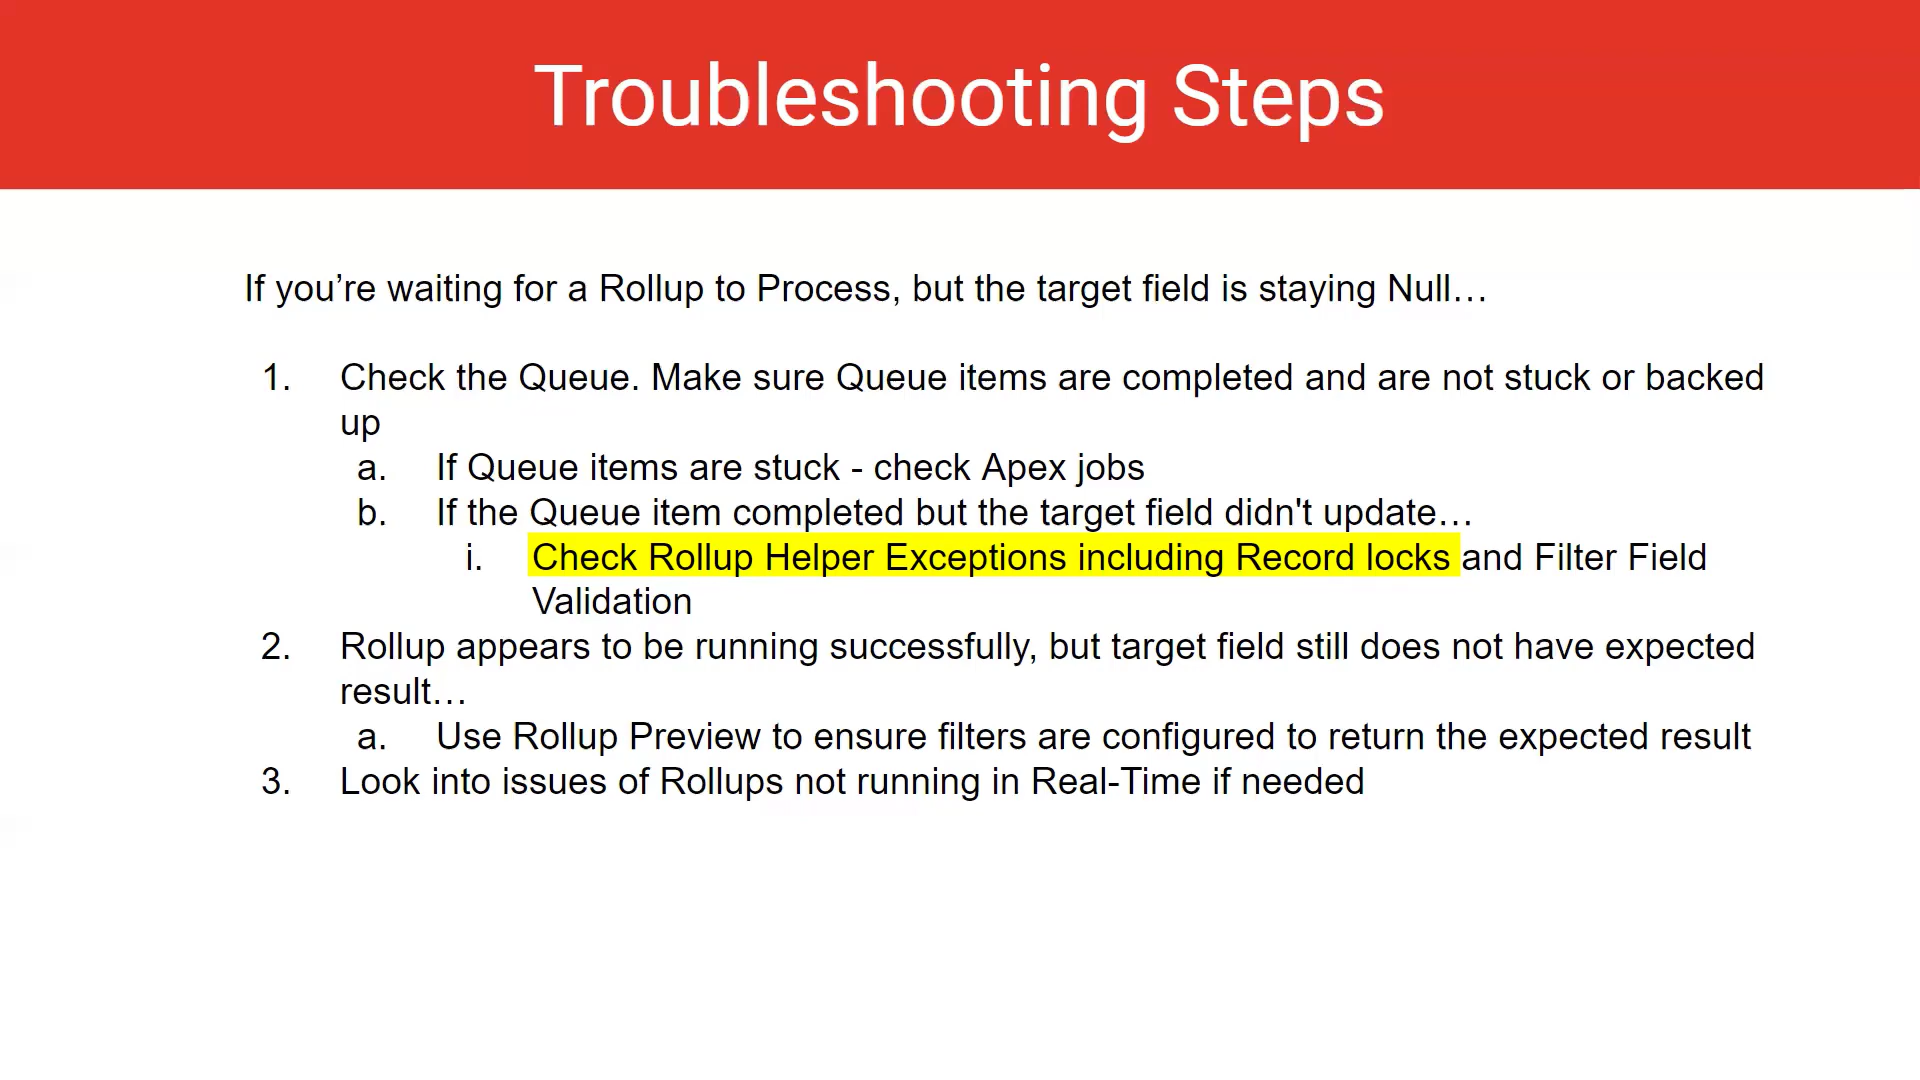 Troubleshooting Steps
If you’re waiting for a Rollup to Process, but the target field is staying Null…
1. Check the Queue. Make sure Queue items are completed and are not stuck or backed
up
a. If Queue items are stuck - check Apex jobs
b. If the Queue item completed but the target field didn't update…
i. Check Rollup Helper Exceptions including Record locks and Filter Field
Validation
2. Rollup appears to be running successfully, but target field still does not have expected
result…
a. Use Rollup Preview to ensure filters are configured to return the expected result
3. Look into issues of Rollups not running in Real-Time if needed